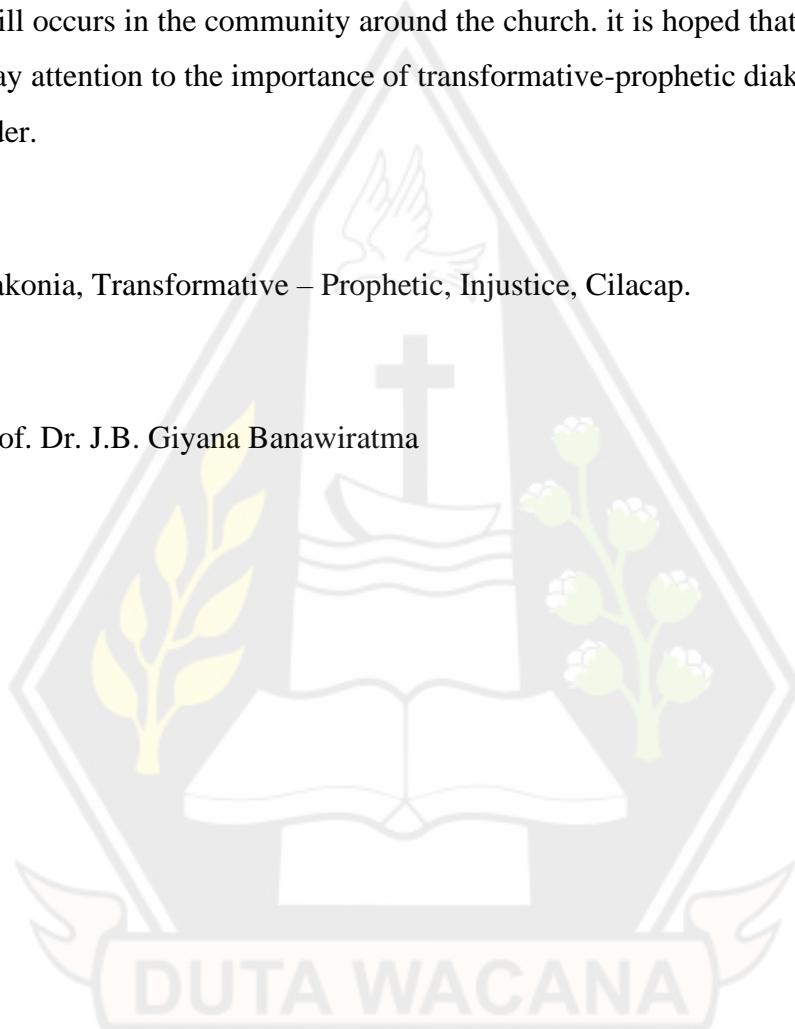 ill occurs in the community around the church. it is hoped that
ay attention to the importance of transformative-prophetic diak
der.
akonia, Transformative – Prophetic, Injustice, Cilacap.
of. Dr. J.B. Giyana Banawiratma
DUTA WACANA